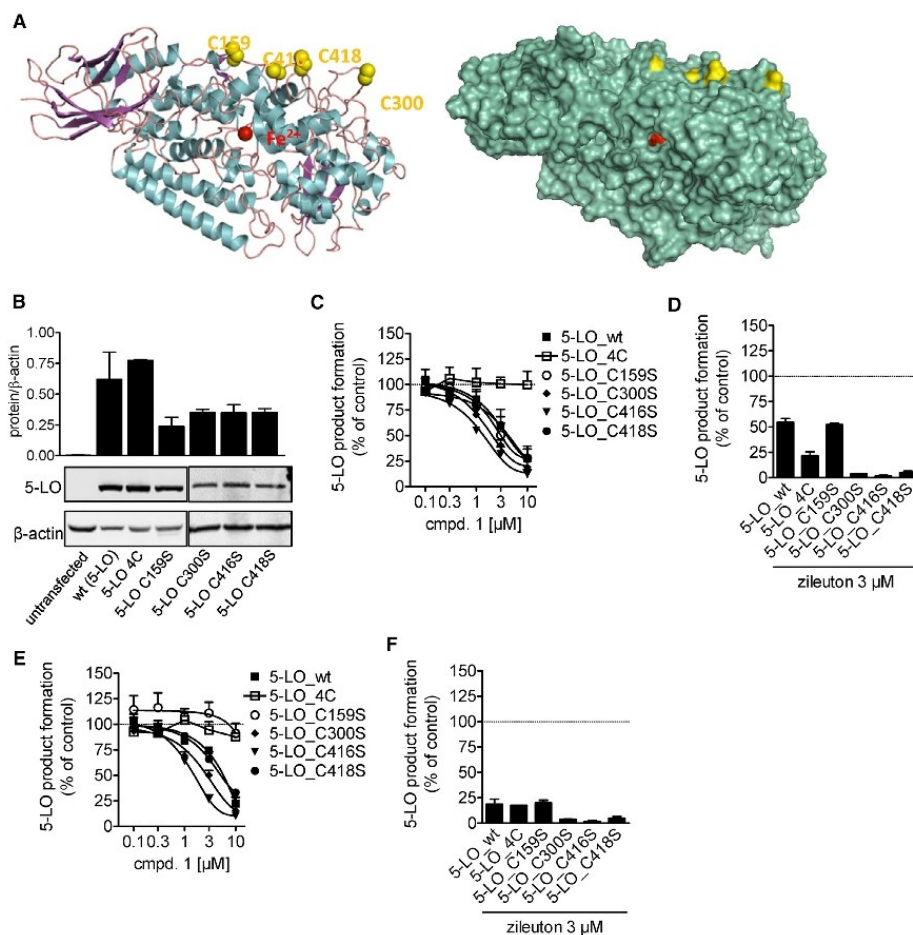 A
C159
C418
C300
Fe2+
B
protein/β-actin
1.00
0.75
0.50
0.25
0.00
5-LO
β-actin
untransfected
wt (5-LO)
5-LO 4C
5-LO C159S
5-LO C300S
5-LO C416S
5-LO C418S
C
5-LO product formation
(% of control)
150
125
100
75
50
25
0
0.1
0.3
1
3
10
cmpd. 1 [µM]
5-LO_wt
5-LO_4C
5-LO_C159S
5-LO_C300S
5-LO_C416S
5-LO_C418S
D
5-LO product formation
(% of control)
150
125
100
75
50
25
0
5-LO_wt
5-LO_4C
5-LO_C159S
5-LO_C300S
5-LO_C416S
5-LO_C418S
zileuton 3 µM
E
5-LO product formation
(% of control)
150
125
100
75
50
25
0
0.1
0.3
1
3
10
cmpd. 1 [µM]
5-LO_wt
5-LO_4C
5-LO_C159S
5-LO_C300S
5-LO_C416S
5-LO_C418S
F
5-LO product formation
(% of control)
150
125
100
75
50
25
0
5-LO_wt
5-LO_4C
5-LO_C159S
5-LO_C300S
5-LO_C416S
5-LO_C418S
zileuton 3 µM